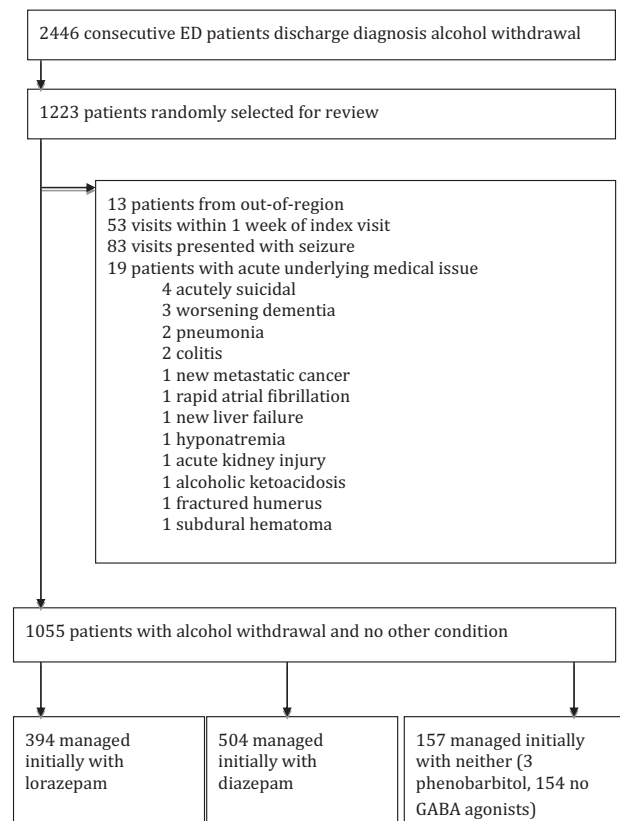 2446 consecutive ED patients discharge diagnosis alcohol withdrawal
1223 patients randomly selected for review
13 patients from out-of-region
53 visits within 1 week of index visit
83 visits presented with seizure
19 patients with acute underlying medical issue
4 acutely suicidal
3 worsening dementia
2 pneumonia
2 colitis
1 new metastatic cancer
1 rapid atrial fibrillation
1 new liver failure
1 hyponatremia
1 acute kidney injury
1 alcoholic ketoacidosis
1 fractured humerus
1 subdural hematoma
1055 patients with alcohol withdrawal and no other condition
394 managed
initially with
lorazepam
504 managed
initially with
diazepam
157 managed initially
with neither (3
phenobarbitol, 154 no
GABA agonists)